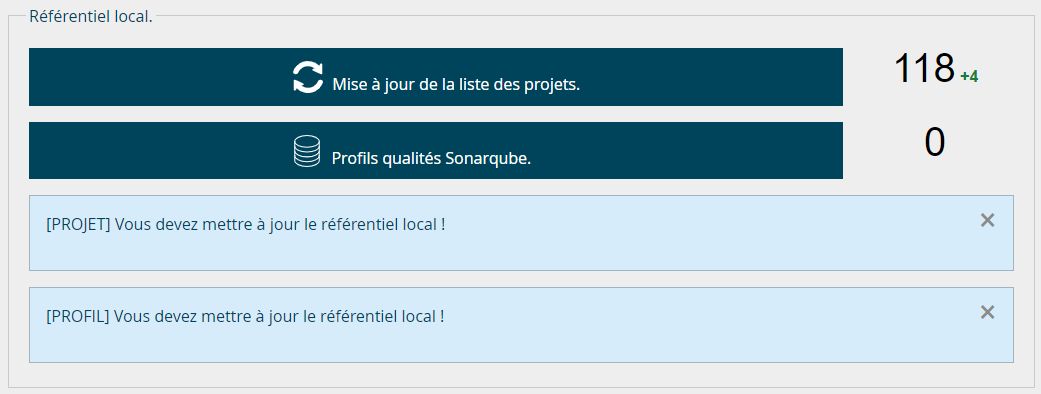 Référentiel local.
Mise à jour de la liste des projets.
118 +4
Profils qualités Sonarqube.
0
[PROJET] Vous devez mettre à jour le référentiel local !
×
[PROFIL] Vous devez mettre à jour le référentiel local !
×